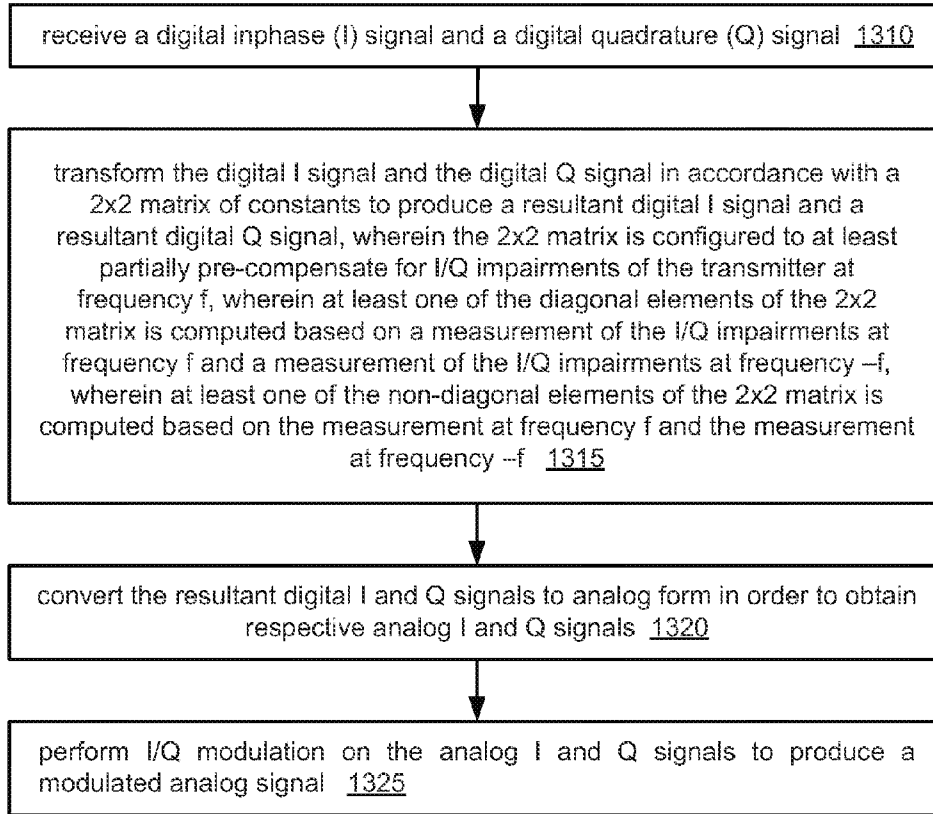 receive a digital inphase (I) signal and a digital quadrature (Q) signal 1310
transform the digital I signal and the digital Q signal in accordance with a
2x2 matrix of constants to produce a resultant digital I signal and a
resultant digital Q signal, wherein the 2x2 matrix is configured to at least
partially pre-compensate for I/Q impairments of the transmitter at
frequency f, wherein at least one of the diagonal elements of the 2x2
matrix is computed based on a measurement of the I/Q impairments at
frequency f and a measurement of the I/Q impairments at frequency –f,
wherein at least one of the non-diagonal elements of the 2x2 matrix is
computed based on the measurement at frequency f and the measurement
at frequency –f 1315
convert the resultant digital I and Q signals to analog form in order to obtain
respective analog I and Q signals 1320
perform I/Q modulation on the analog I and Q signals to produce a
modulated analog signal 1325